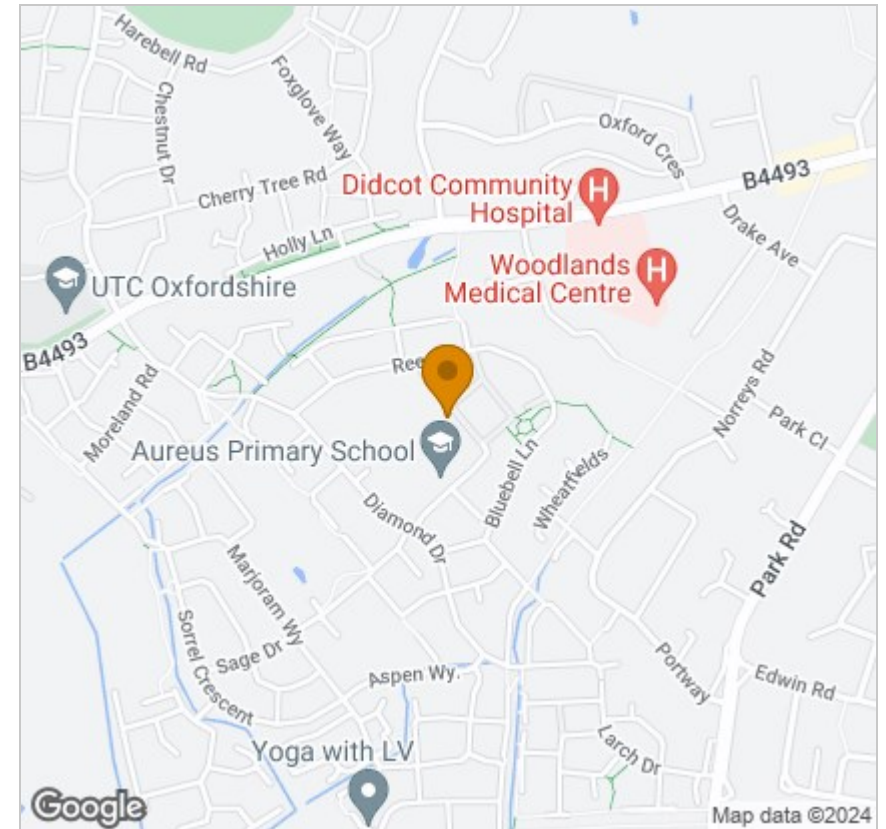 Harebell Rd
Foxglove Way
Chestnut Dr
Oxford Cres
B4493
Didcot Community
Hospital
Cherry Tree Rd
Drake Ave
Holly Ln
Woodlands
Medical Centre
UTC Oxfordshire
B4493
Ree
Norreys Rd
Moreland Rd
Park Cl
Aureus Primary School
Bluebell Ln
Wheatfields
Diamond Dr
Park Rd
Marjoram Wy
Sorrel Crescent
Sage Dr
Aspen Wy.
Portway
Edwin Rd
Larch Dr
Yoga with LV
Google
Map data ©2024